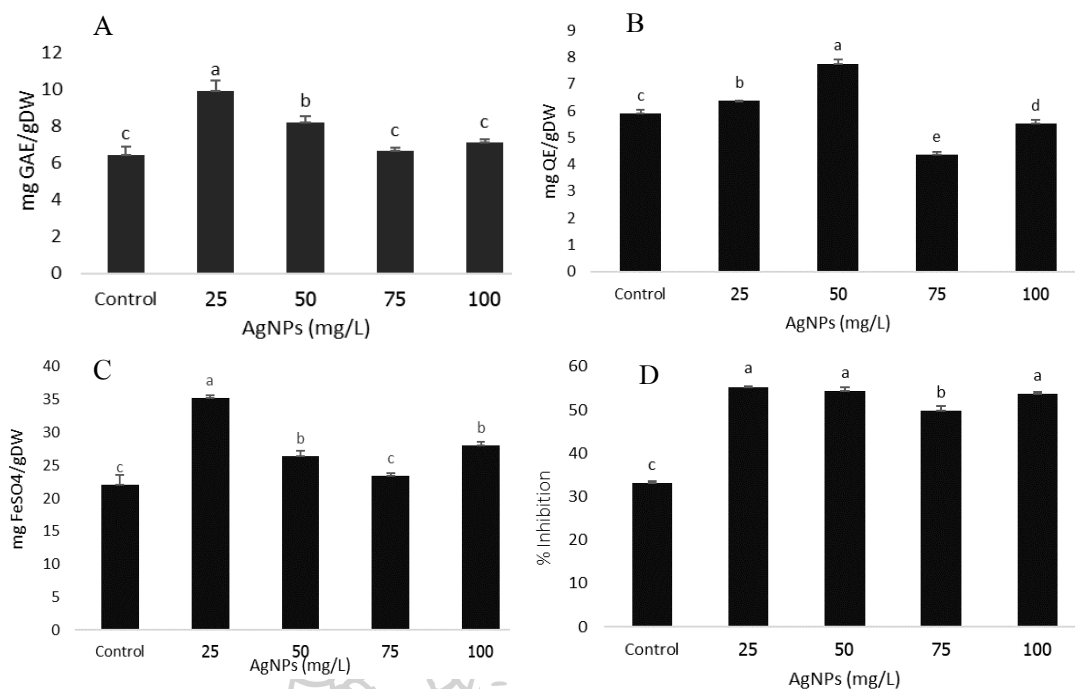 A
mg GAE/gDW
12
10
8
6
4
2
0
c
a
b
c
c
Control 25 50 75 100
AgNPs (mg/L)
B
mg QE/gDW
9
8
7
6
5
4
3
2
1
0
c
b
a
e
d
Control 25 50 75 100
AgNPs (mg/L)
C
mg FeSO4/gDW
40
35
30
25
20
15
10
5
0
c
a
b
c
b
Control 25 50 75 100
AgNPs (mg/L)
D
% Inhibition
60
50
40
30
20
10
0
c
a
a
b
a
Control 25 50 75 100
AgNPs (mg/L)